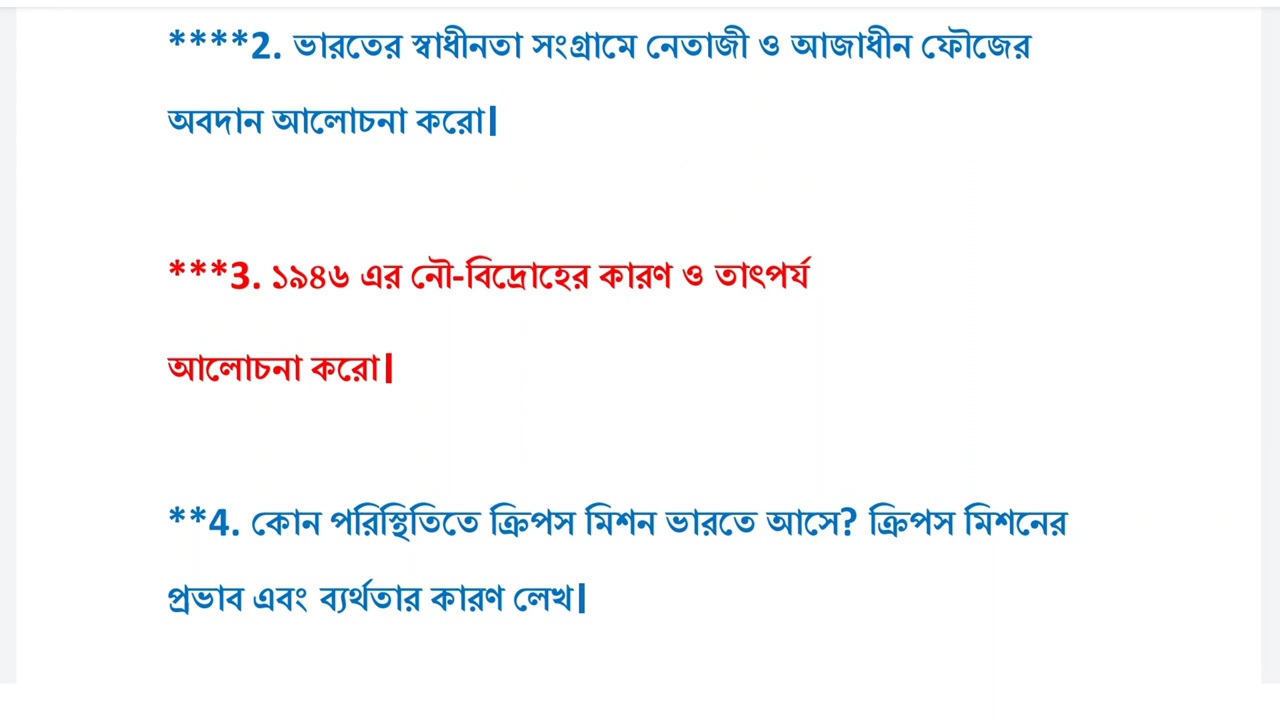 ****2. ভারতের স্বাধীনতা সংগ্রামে নেতাজী ও আজাধীন ফৌজের
অবদান আলোচনা করো।
***3. ১৯৪৬ এর নৌ-বিদ্রোহের কারণ ও তাৎপর্য
আলোচনা করো।
**4. কোন পরিস্থিতিতে ক্রিপস মিশন ভারতে আসে? ক্রিপস মিশনের
প্রভাব এবং ব্যর্থতার কারণ লেখ।